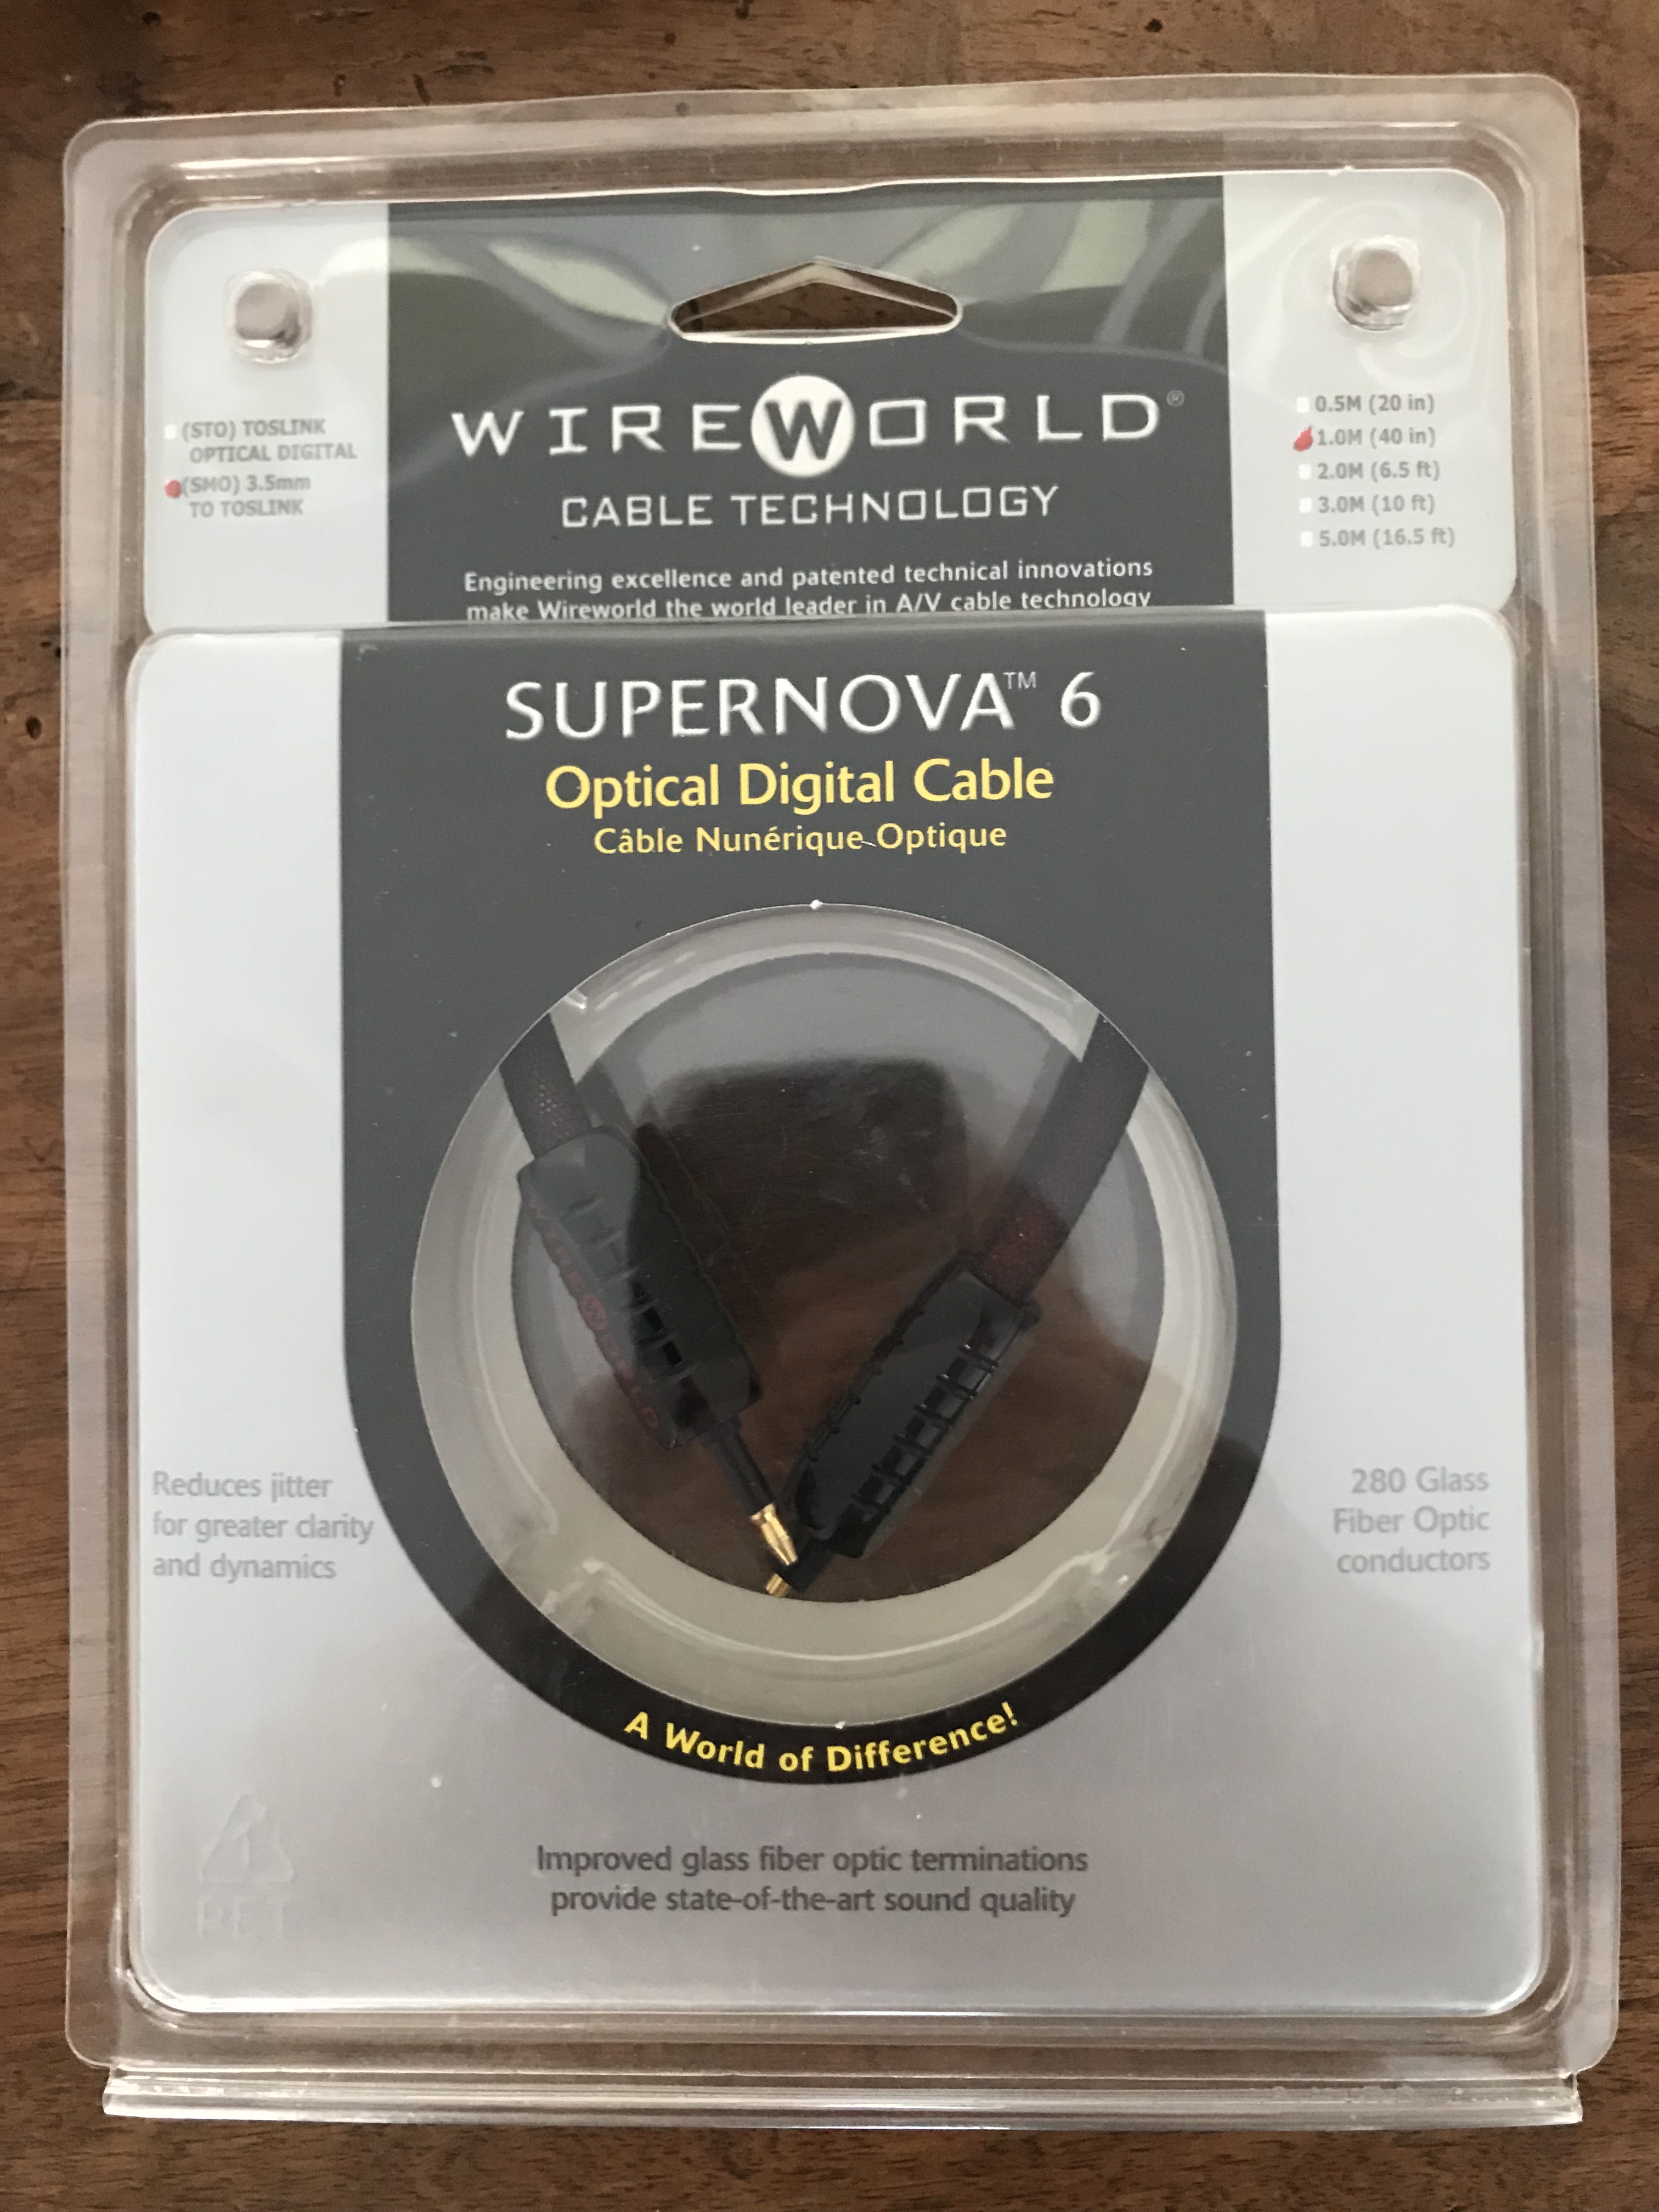 WIREWORLD®
CABLE TECHNOLOGY
Engineering excellence and patented technical innovations
make Wireworld the world leader in A/V cable technology
(STO) TOSLINK
OPTICAL DIGITAL
(SMO) 3.5mm
TO TOSLINK
0.5M (20 in)
1.0M (40 in)
2.0M (6.5 ft)
3.0M (10 ft)
5.0M (16.5 ft)
SUPERNOVA™ 6
Optical Digital Cable
Câble Nunérique Optique
WIREWORLD
Reduces jitter
for greater clarity
and dynamics
280 Glass
Fiber Optic
conductors
A World of Difference!
Improved glass fiber optic terminations
provide state-of-the-art sound quality
1
PET